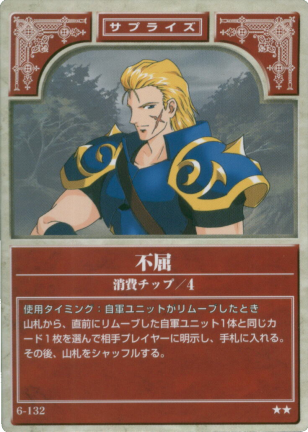 サプライズ
不屈
消費チップ／4
使用タイミング：自軍ユニットがリムーブしたとき
山札から、直前にリムーブした自軍ユニット1体と同じカ
ード1枚を選んで相手プレイヤーに明示し、手札に入れる。
その後、山札をシャッフルする。
6-132
★★